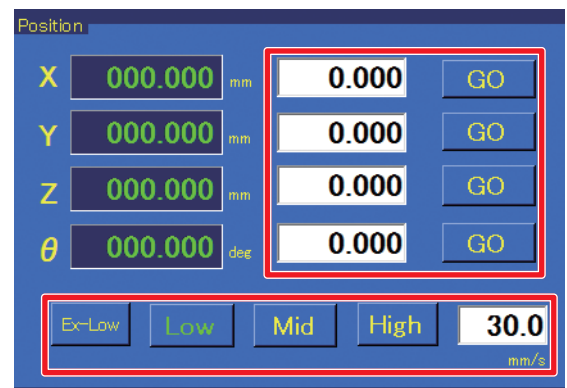 Position
X 000.000 mm 0.000 GO
Y 000.000 mm 0.000 GO
Z 000.000 mm 0.000 GO
θ 000.000 deg 0.000 GO
Ex-Low Low Mid High 30.0
mm/s